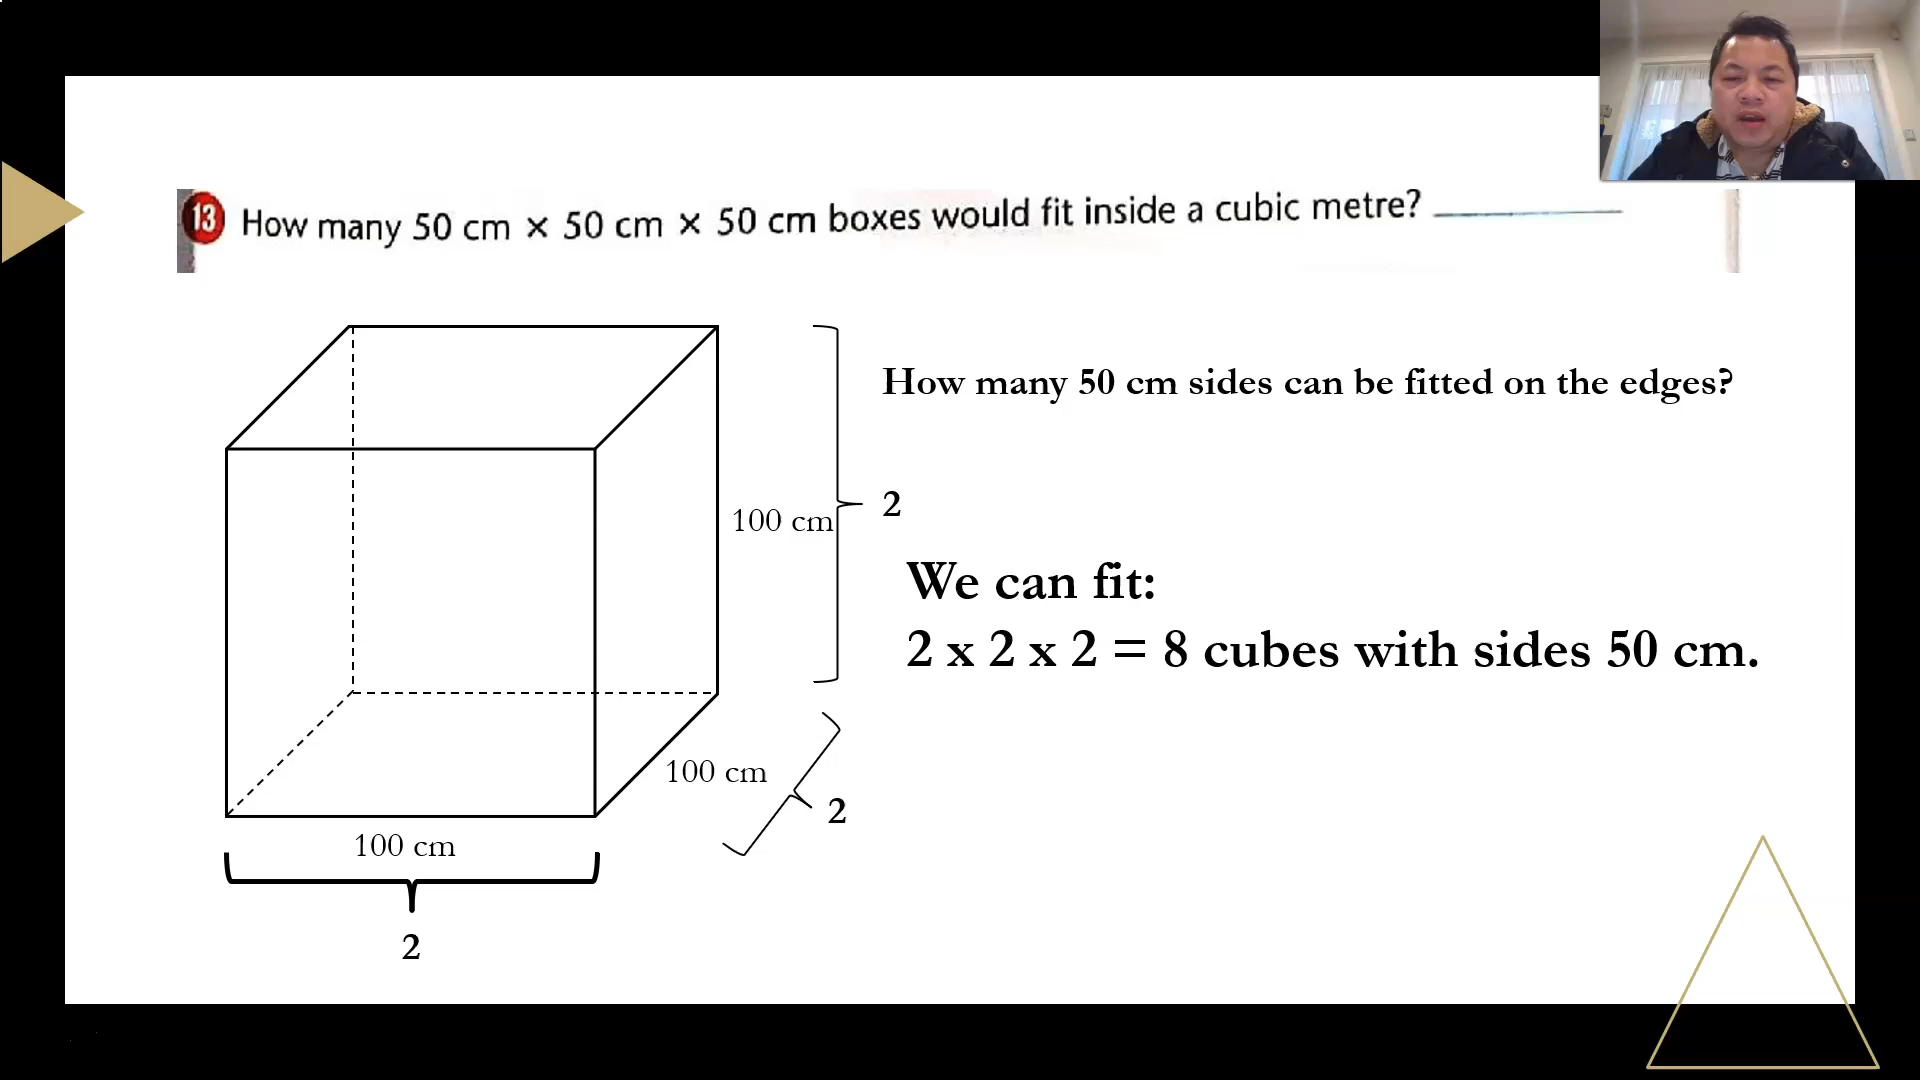 13 How many 50 cm × 50 cm × 50 cm boxes would fit inside a cubic metre?
How many 50 cm sides can be fitted on the edges?
100 cm
2
We can fit:
2 x 2 x 2 = 8 cubes with sides 50 cm.
100 cm
2
100 cm
2